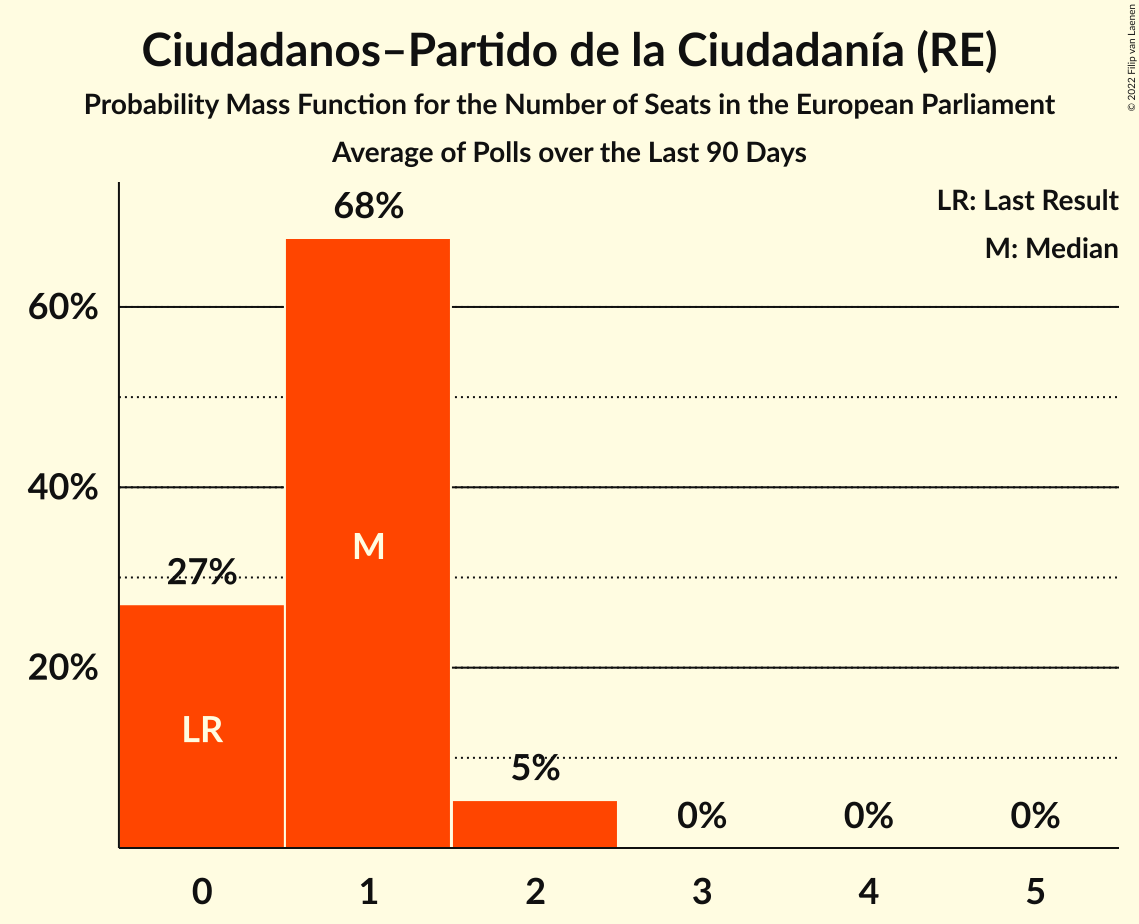 Ciudadanos–Partido de la Ciudadanía (RE)
Probability Mass Function for the Number of Seats in the European Parliament
Average of Polls over the Last 90 Days
© 2022 Filip van Laenen
LR: Last Result
M: Median
68%
60%
40%
20%
27%
M
LR
5%
0%
0%
0%
0
1
2
3
4
5